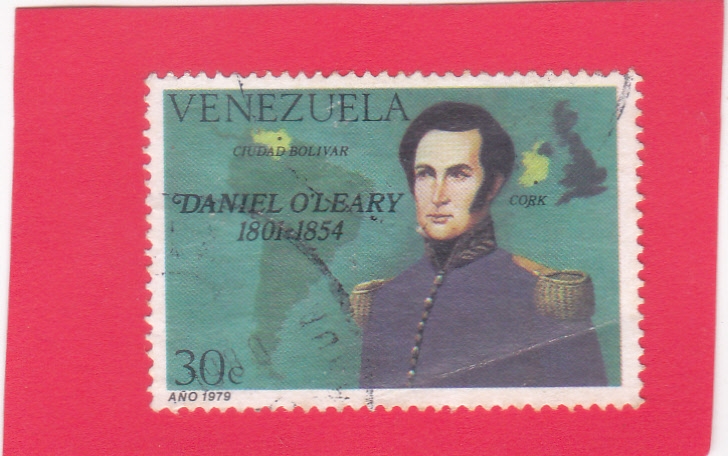 VENEZUELA
CIUDAD BOLIVAR
CORK
DANIEL O'LEARY
1801-1854
30c
AÑO 1979